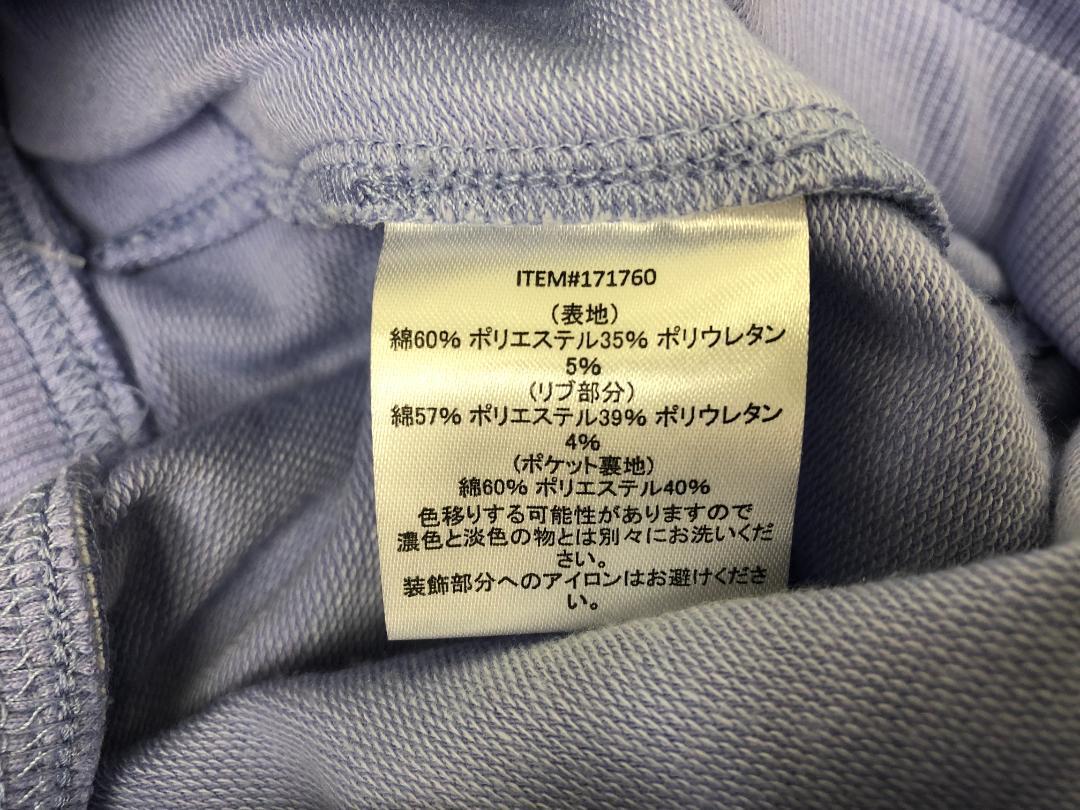 ITEM#171760
(表地)
綿60% ポリエステル35% ポリウレタン
5%
(リブ部分)
綿57% ポリエステル39% ポリウレタン
4%
(ポケット裏地)
綿60% ポリエステル40%
色移りする可能性がありますので
濃色と淡色の物とは別々にお洗いくだ
さい。
装飾部分へのアイロンはお避けくださ
い。